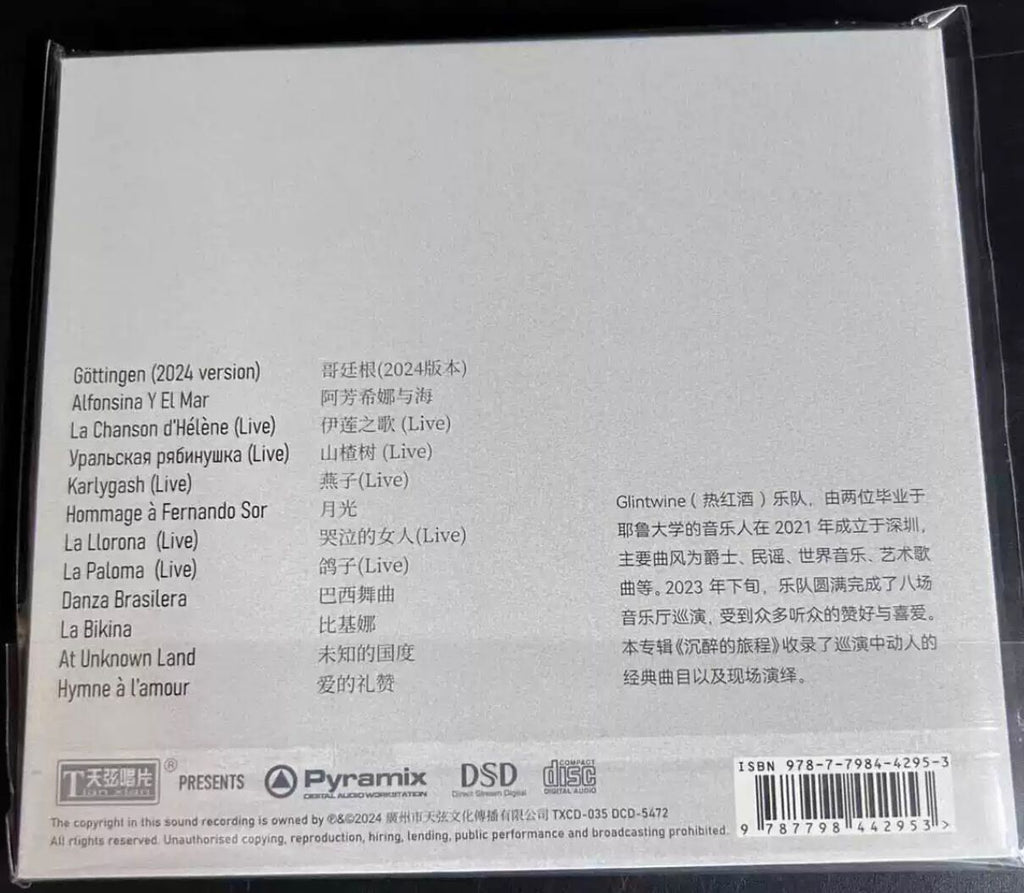 Göttingen (2024 version) 哥廷根(2024版本)
Alfonsina Y El Mar 阿芳希娜与海
La Chanson d'Hélène (Live) 伊莲之歌 (Live)
Уральская рябинушка (Live) 山楂树 (Live)
Karlygash (Live) 燕子(Live)
Hommage à Fernando Sor 月光
La Llorona (Live) 哭泣的女人(Live)
La Paloma (Live) 鸽子(Live)
Danza Brasilera 巴西舞曲
La Bikina 比基娜
At Unknown Land 未知的国度
Hymne à l'amour 爱的礼赞
Glintwine（热红酒）乐队，由两位毕业于
耶鲁大学的音乐人在 2021 年成立于深圳，
主要曲风为爵士、民谣、世界音乐、艺术歌
曲等。2023 年下旬，乐队圆满完成了八场
音乐厅巡演，受到众多听众的赞好与喜爱。
本专辑《沉醉的旅程》收录了巡演中动人的
经典曲目以及现场演绎。
天弦唱片®
Tian xian
PRESENTS
Pyramix
DIGITAL AUDIO WORKSTATION
DSD
Direct Stream Digital
COMPACT
disc
DIGITAL AUDIO
ISBN 978-7-7984-4295-3
9 787798 442953 >
The copyright in this sound recording is owned by ℗&©2024 廣州市天弦文化傳播有限公司 TXCD-035 DCD-5472
All rtights reserved. Unauthorised copying, reproduction, hiring, lending, public performance and broadcasting prohibited.